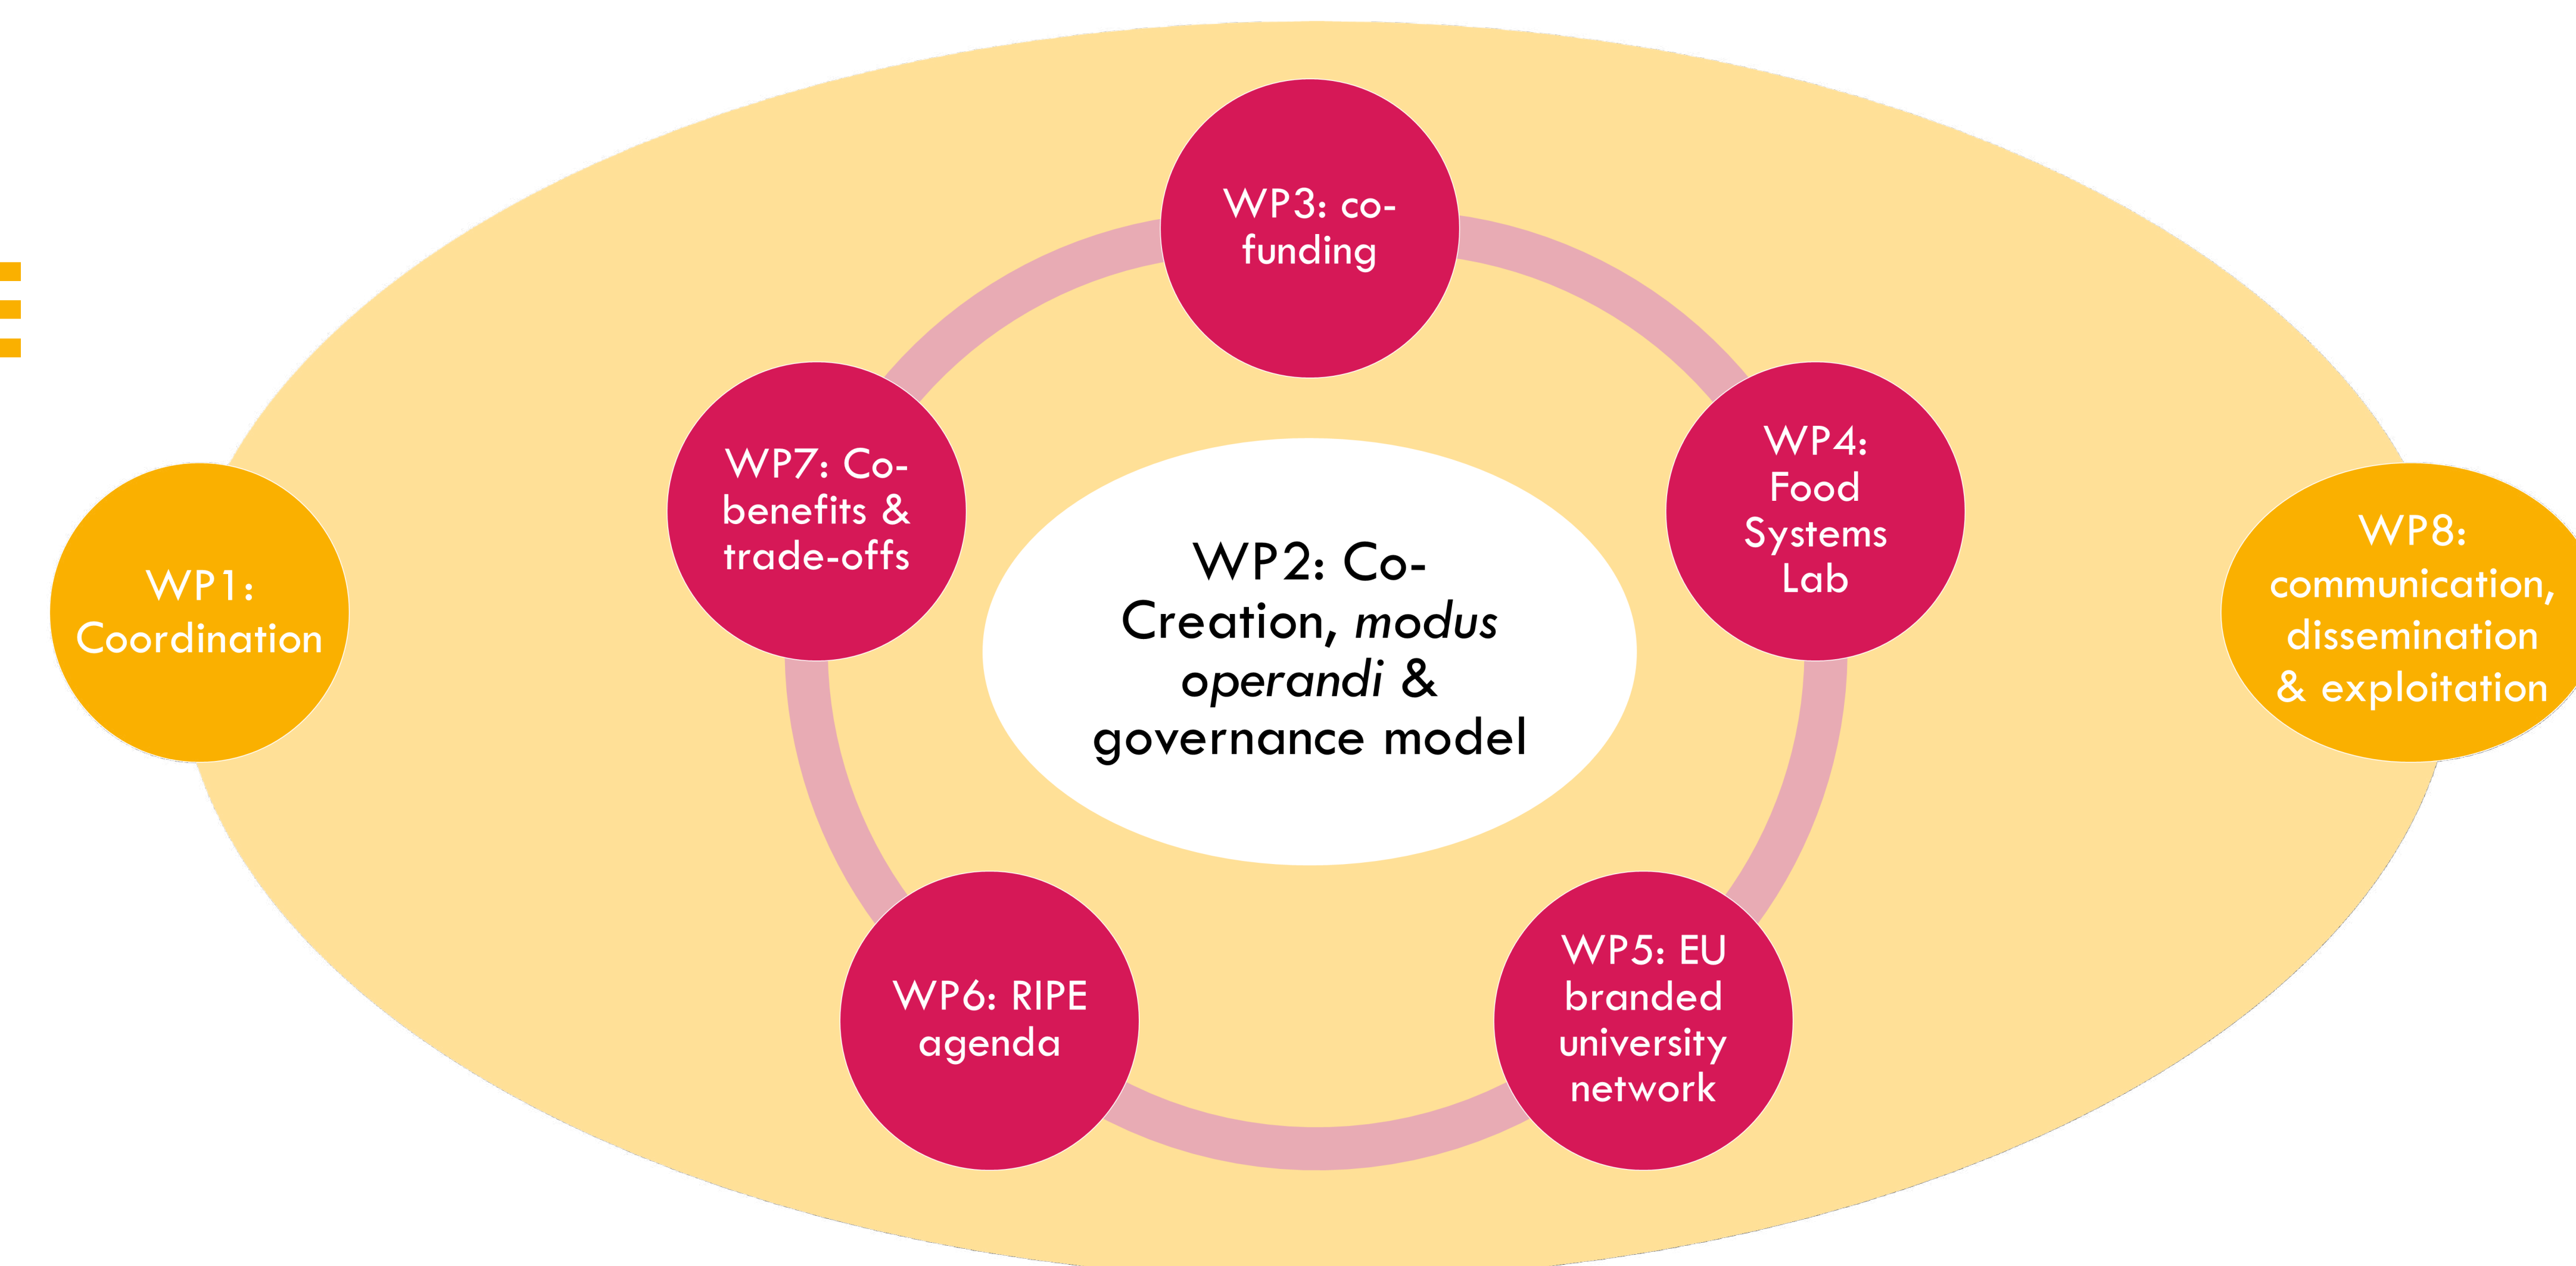 WP3: co-
funding
WP7: Co-
benefits &
trade-offs
WP4:
Food
Systems
Lab
WP1:
Coordination
WP2: Co-
Creation, modus
operandi &
governance model
WP8:
communication,
dissemination
& exploitation
WP6: RIPE
agenda
WP5: EU
branded
university
network